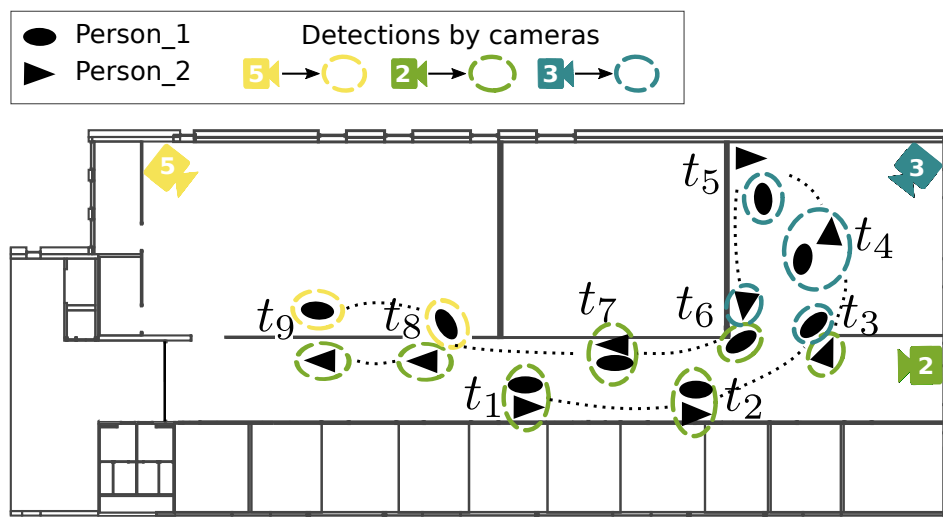 Person_1
Person_2
Detections by cameras
5
2
3
5
3
t5
t4
t7
t6
t3
t9
t8
2
t1
t2